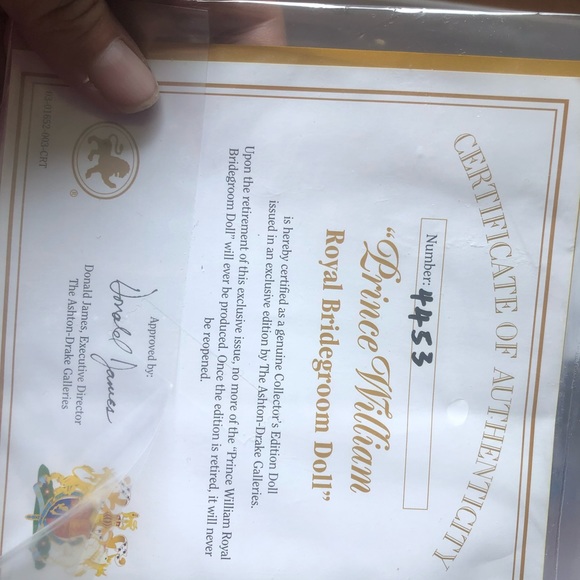 CERTIFICATE OF AUTHENTICITY
Number: 4453
“Prince William
Royal Bridegroom Doll”
is hereby certified as a genuine Collector's Edition Doll
issued in an exclusive edition by The Ashton-Drake Galleries.
Upon the retirement of this exclusive issue, no more of the "Prince William Royal
Bridegroom Doll" will ever be produced. Once the edition is retired, it will never
be reopened.
Approved by:
Donald James
Donald James, Executive Director
The Ashton-Drake Galleries
®